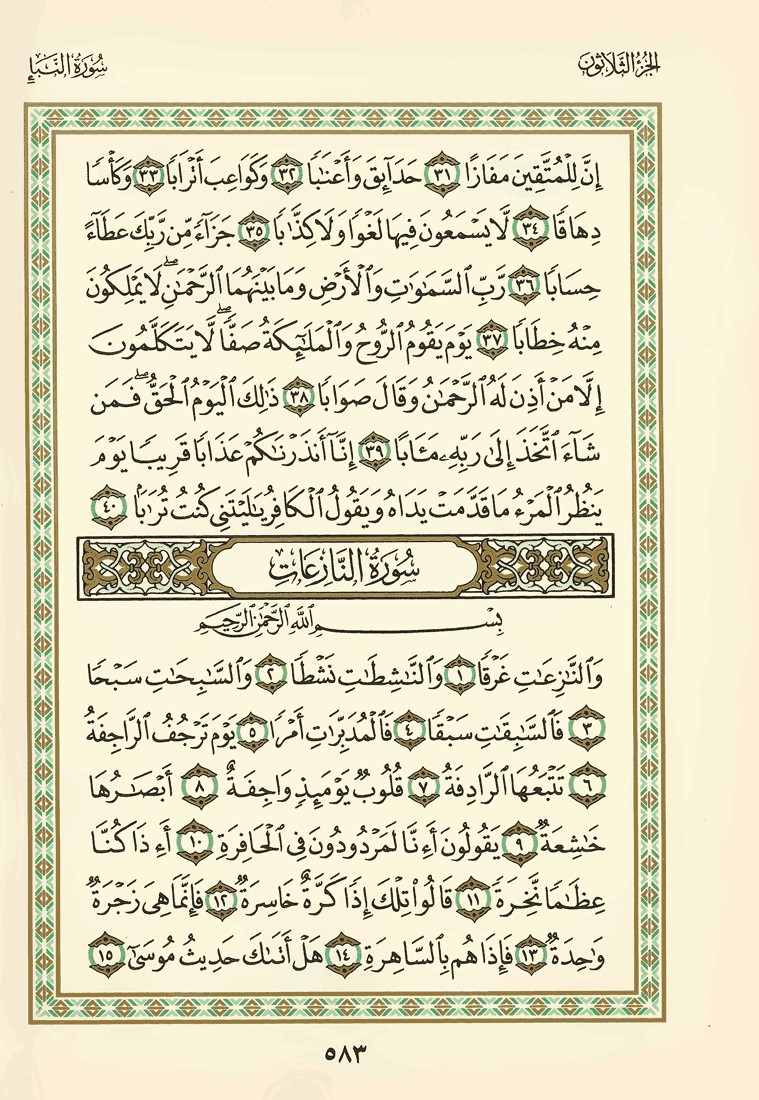 الجزء الثلاثون
سورة النبإ
إِنَّ لِلْمُتَّقِينَ مَفَازًا ٣١ حَدَآئِقَ وَأَعْنَٰبًا ٣٢ وَكَوَاعِبَ أَتْرَابًا ٣٣ وَكَأْسًا
دِهَاقًا ٣٤ لَّا يَسْمَعُونَ فِيهَا لَغْوًا وَلَا كِذَّٰبًا ٣٥ جَزَآءً مِّن رَّبِّكَ عَطَآءً
حِسَابًا ٣٦ رَّبِّ ٱلسَّمَٰوَٰتِ وَٱلْأَرْضِ وَمَا بَيْنَهُمَا ٱلرَّحْمَٰنِ ۖ لَا يَمْلِكُونَ
مِنْهُ خِطَابًا ٣٧ يَوْمَ يَقُومُ ٱلرُّوحُ وَٱلْمَلَٰٓئِكَةُ صَفًّا ۖ لَّا يَتَكَلَّمُونَ
إِلَّا مَنْ أَذِنَ لَهُ ٱلرَّحْمَٰنُ وَقَالَ صَوَابًا ٣٨ ذَٰلِكَ ٱلْيَوْمُ ٱلْحَقُّ ۖ فَمَن
شَآءَ ٱتَّخَذَ إِلَىٰ رَبِّهِۦ مَـَٔابًا ٣٩ إِنَّآ أَنذَرْنَٰكُمْ عَذَابًا قَرِيبًا يَوْمَ
يَنظُرُ ٱلْمَرْءُ مَا قَدَّمَتْ يَدَاهُ وَيَقُولُ ٱلْكَافِرُ يَٰلَيْتَنِى كُنتُ تُرَٰبًۢا ٤٠
سورة النازعات
بِسْمِ ٱللَّهِ ٱلرَّحْمَٰنِ ٱلرَّحِيمِ
وَٱلنَّٰزِعَٰتِ غَرْقًا ١ وَٱلنَّٰشِطَٰتِ نَشْطًا ٢ وَٱلسَّٰبِحَٰتِ سَبْحًا
٣ فَٱلسَّٰبِقَٰتِ سَبْقًا ٤ فَٱلْمُدَبِّرَٰتِ أَمْرًا ٥ يَوْمَ تَرْجُفُ ٱلرَّاجِفَةُ
٦ تَتْبَعُهَا ٱلرَّادِفَةُ ٧ قُلُوبٌ يَوْمَئِذٍ وَاجِفَةٌ ٨ أَبْصَٰرُهَا
خَٰشِعَةٌ ٩ يَقُولُونَ أَءِنَّا لَمَرْدُودُونَ فِى ٱلْحَافِرَةِ ١٠ أَءِذَا كُنَّا
عِظَٰمًا نَّخِرَةً ١١ قَالُوا۟ تِلْكَ إِذًا كَرَّةٌ خَاسِرَةٌ ١٢ فَإِنَّمَا هِىَ زَجْرَةٌ
وَٰحِدَةٌ ١٣ فَإِذَا هُم بِٱلسَّاهِرَةِ ١٤ هَلْ أَتَىٰكَ حَدِيثُ مُوسَىٰٓ ١٥
٥٨٣